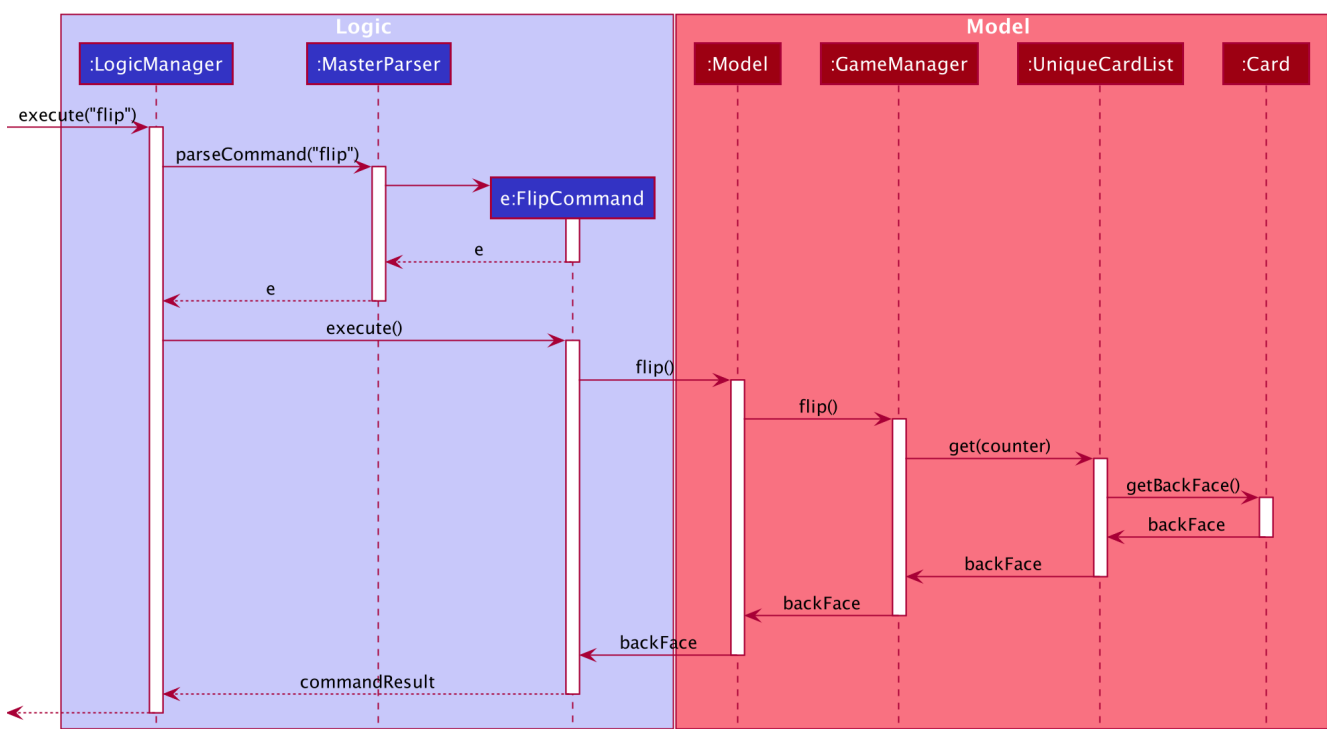 Logic
Model
:LogicManager
:MasterParser
:Model
:GameManager
:UniqueCardList
:Card
execute("flip")
parseCommand("flip")
e:FlipCommand
e
e
execute()
flip()
flip()
get(counter)
getBackFace()
backFace
backFace
backFace
backFace
commandResult